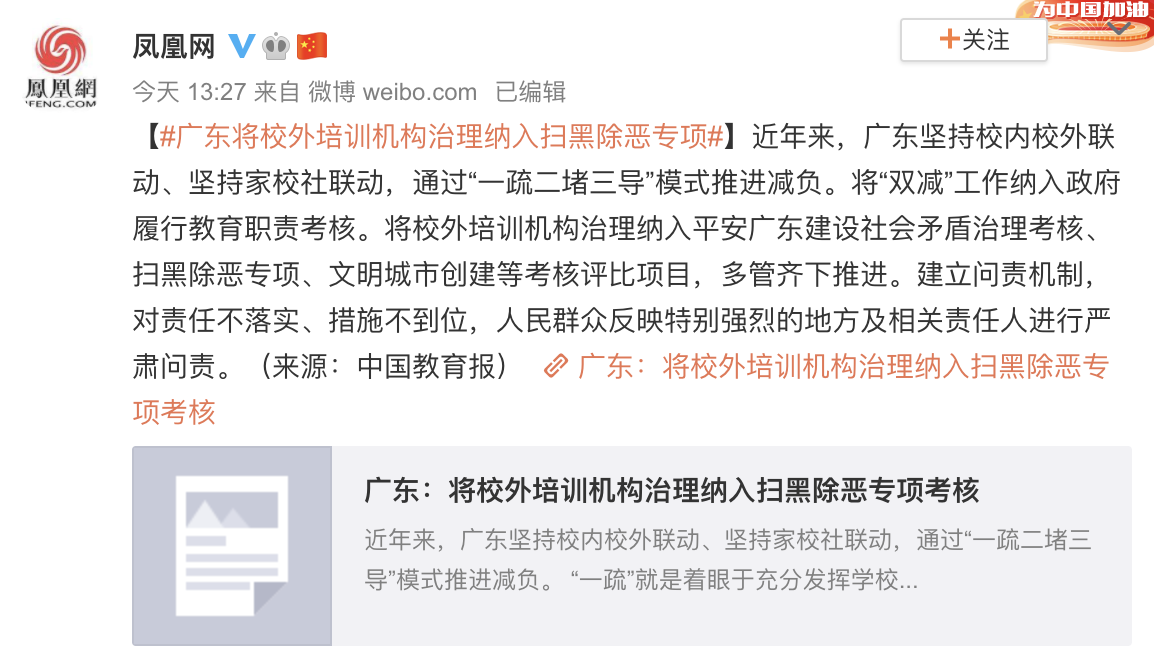 为中国加油
凤凰网
+关注
鳳凰網
'FENG.COM
今天 13:27 来自 微博 weibo.com 已编辑
【#广东将校外培训机构治理纳入扫黑除恶专项#】近年来，广东坚持校内校外联
动、坚持家校社联动，通过“一疏二堵三导”模式推进减负。将“双减”工作纳入政府
履行教育职责考核。将校外培训机构治理纳入平安广东建设社会矛盾治理考核、
扫黑除恶专项、文明城市创建等考核评比项目，多管齐下推进。建立问责机制，
对责任不落实、措施不到位，人民群众反映特别强烈的地方及相关责任人进行严
肃问责。（来源：中国教育报） 广东：将校外培训机构治理纳入扫黑除恶专
项考核
广东：将校外培训机构治理纳入扫黑除恶专项考核
近年来，广东坚持校内校外联动、坚持家校社联动，通过“一疏二堵三
导”模式推进减负。 “一疏”就是着眼于充分发挥学校...